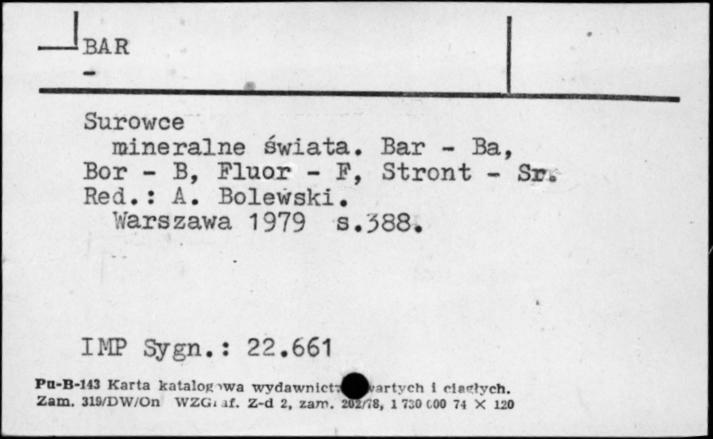 BAR
-
Surowce
mineralne świata. Bar - Ba,
Bor - B, Fluor - F, Stront - Sr.
Red.: A. Bolewski.
Warszawa 1979 s.388.
IMP Sygn.: 22.661
Pu-B-143 Karta katalogowa wydawnictw zwartych i ciągłych.
Zam. 319/DW/On WZGraf. Z-d 2, zam. 202/78, 1 730 000 74 X 120